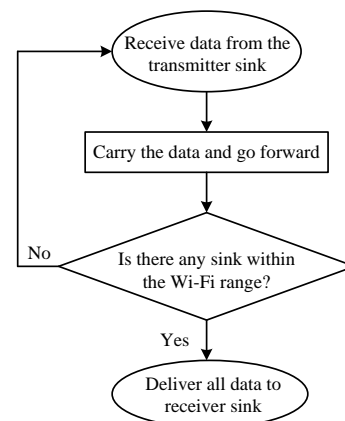 Receive data from the
transmitter sink
Carry the data and go forward
Is there any sink within
the Wi-Fi range?
No
Yes
Deliver all data to
receiver sink